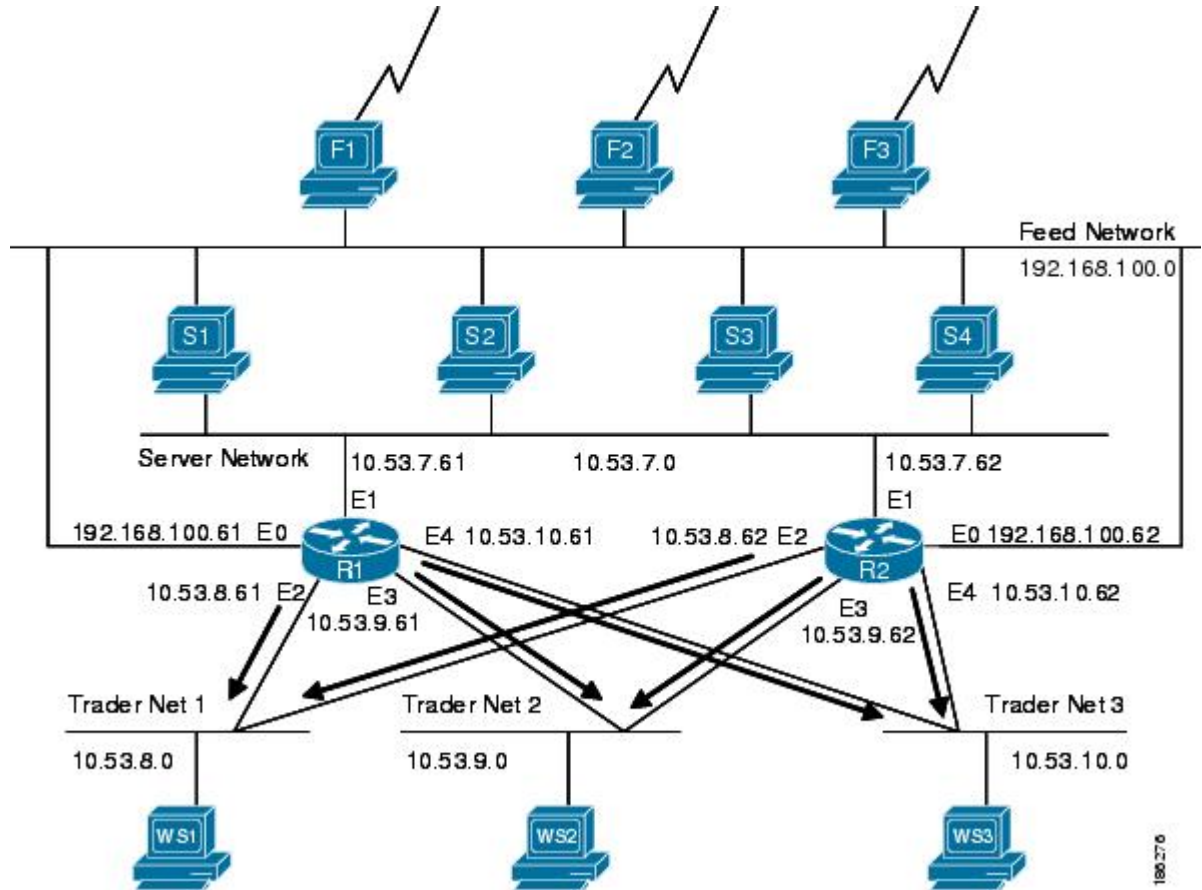 F1
F2
F3
Feed Network
192.168.100.0
S1
S2
S3
S4
Server Network
10.53.7.61
10.53.7.0
10.53.7.62
E1
E1
192.168.100.61 E0
E4 10.53.10.61
10.53.8.62 E2
E0 192.168.100.62
R1
R2
10.53.8.61 E2
E3
10.53.9.61
E3
10.53.9.62
E4 10.53.10.62
Trader Net 1
Trader Net 2
Trader Net 3
10.53.8.0
10.53.9.0
10.53.10.0
WS1
WS2
WS3
186276